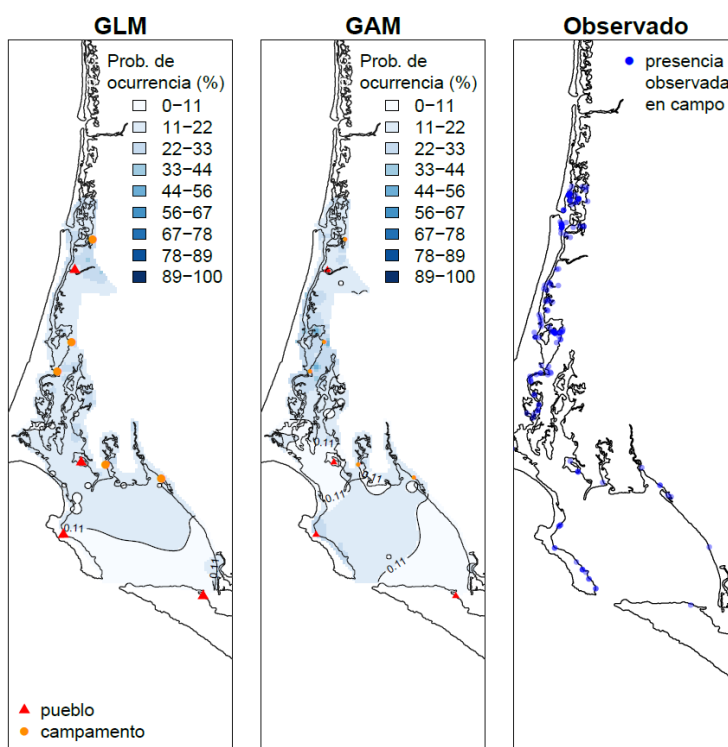 GLM
Prob. de
ocurrencia (%)
0−11
11−22
22−33
33−44
44−56
56−67
67−78
78−89
89−100
0.11
0.11
pueblo
campamento
GAM
Prob. de
ocurrencia (%)
0−11
11−22
22−33
33−44
44−56
56−67
67−78
78−89
89−100
0.11
0.11
0.11
Observado
presencia
observada
en campo